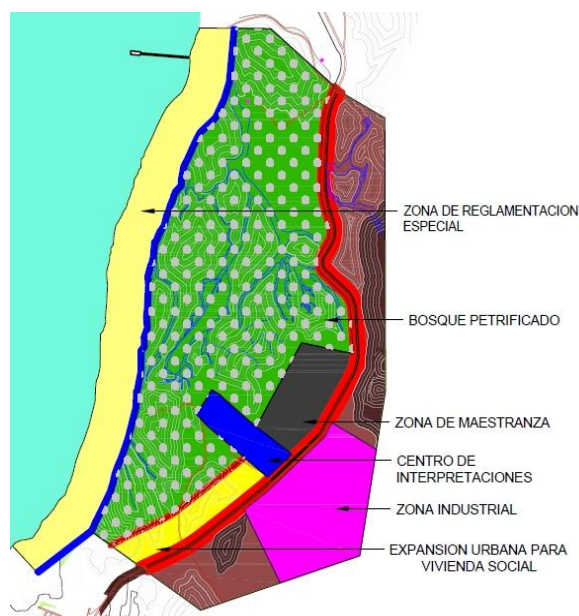 ZONA DE REGLAMENTACION
ESPECIAL
BOSQUE PETRIFICADO
ZONA DE MAESTRANZA
CENTRO DE
INTERPRETACIONES
ZONA INDUSTRIAL
EXPANSION URBANA PARA
VIVIENDA SOCIAL